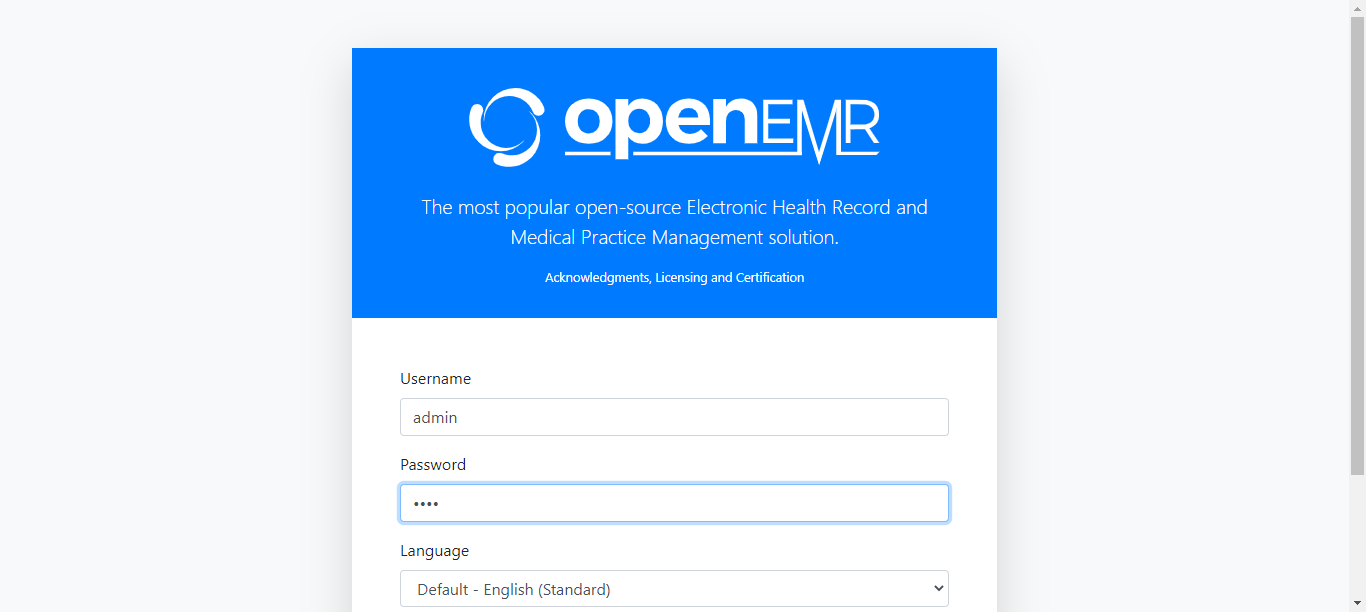 openEMR
The most popular open-source Electronic Health Record and
Medical Practice Management solution.
Acknowledgments, Licensing and Certification
Username
admin
Password
••••
Language
Default - English (Standard)